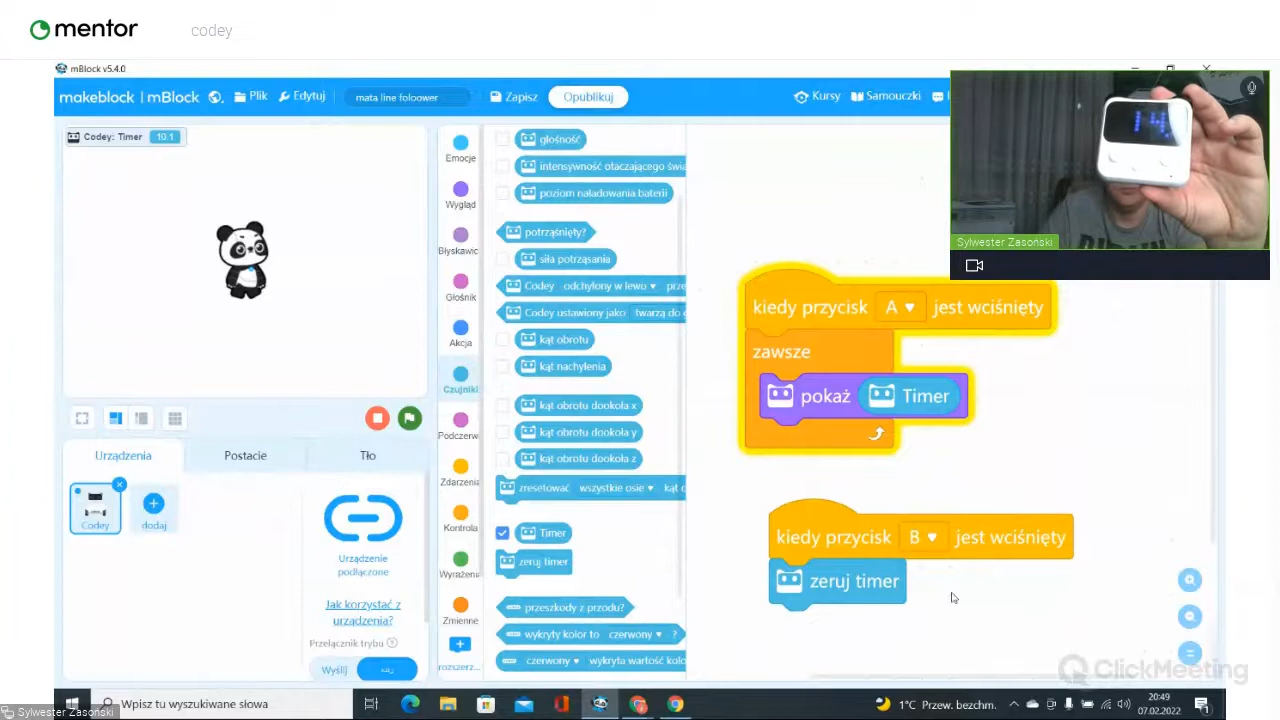 mentor codey
mBlock v5.4.0
makeblock | mBlock Plik Edytuj mata line foloower Zapisz Opublikuj Kursy Samouczki
Codey: Timer 19.1
Emocje
Wygląd
Błyskawic
Głośnik
Akcja
Czujniki
Podczerw
Zdarzenia
Kontrola
Wyrażeni
Zmienne
rozszerz
głośność
intensywność otaczającego świa
poziom naładowania baterii
potrząśnięty?
siła potrząsania
Codey odchylony w lewo ▾ prze
Codey ustawiony jako twarzą do
kąt obrotu
kąt nachylenia
kąt obrotu dookoła x
kąt obrotu dookoła y
kąt obrotu dookoła z
zresetować wszystkie osie ▾ kąt
Timer
zeruj timer
przeszkody z przodu?
wykryty kolor to czerwony ▾ ?
czerwony ▾ wykryta wartość kolo
kiedy przycisk A ▾ jest wciśnięty
zawsze
pokaż Timer
kiedy przycisk B ▾ jest wciśnięty
zeruj timer
14.
Sylwester Zasoński
Urządzenia Postacie Tło
Codey
dodaj
Urządzenie
podłączone
Jak korzystać z
urządzenia?
Przełącznik trybu ?
Wyślij
ClickMeeting
Wpisz tu wyszukiwane słowa
1°C Przew. bezchm.
20:49
07.02.2022
1
Sylwester Zasoński